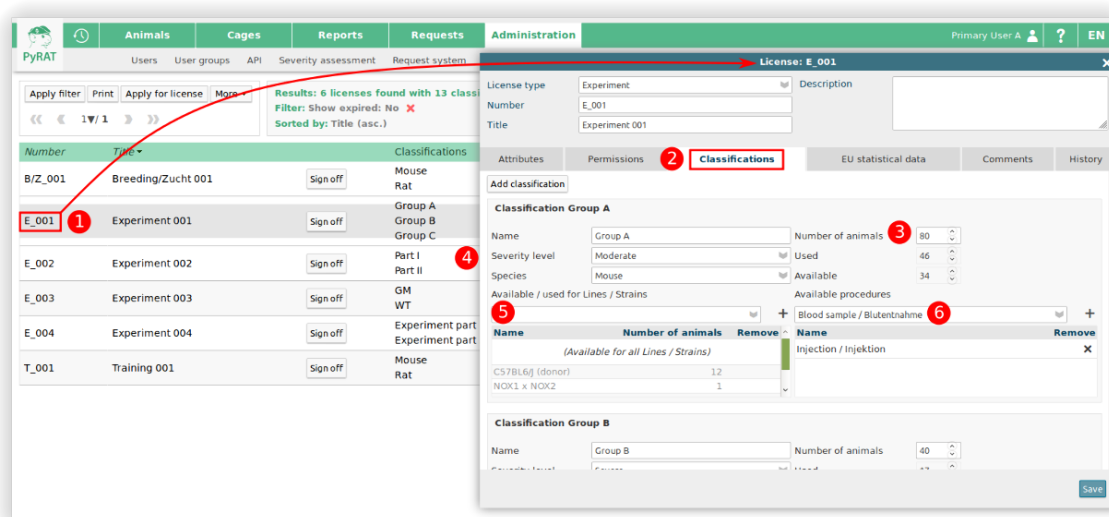 PyRAT
Animals Cages Reports Requests Administration Primary User A ? EN
Users User groups API Severity assessment Request system
License: E_001
Apply filter Print Apply for license More
Results: 6 licenses found with 13 classi
Filter: Show expired: No
Sorted by: Title (asc.)
1 / 1
Number Title Classifications
B/Z_001 Breeding/Zucht 001 Sign off Mouse
Rat
E_001 1 Experiment 001 Sign off Group A
Group B
Group C
E_002 Experiment 002 Sign off Part I
Part II
E_003 Experiment 003 Sign off GM
WT
E_004 Experiment 004 Sign off Experiment part
Experiment part
T_001 Training 001 Sign off Mouse
Rat
License type Experiment Description
Number E_001
Title Experiment 001
Attributes Permissions 2 Classifications EU statistical data Comments History
Add classification
Classification Group A
Name Group A Number of animals 3 80
4 Severity level Moderate Used 46
Species Mouse Available 34
Available / used for Lines / Strains Available procedures
5 + Blood sample / Blutentnahme 6 +
Name Number of animals Remove Name Remove
(Available for all Lines / Strains) Injection / Injektion
C57BL6/J (donor) 12
NOX1 x NOX2 1
Classification Group B
Name Group B Number of animals 40
Save